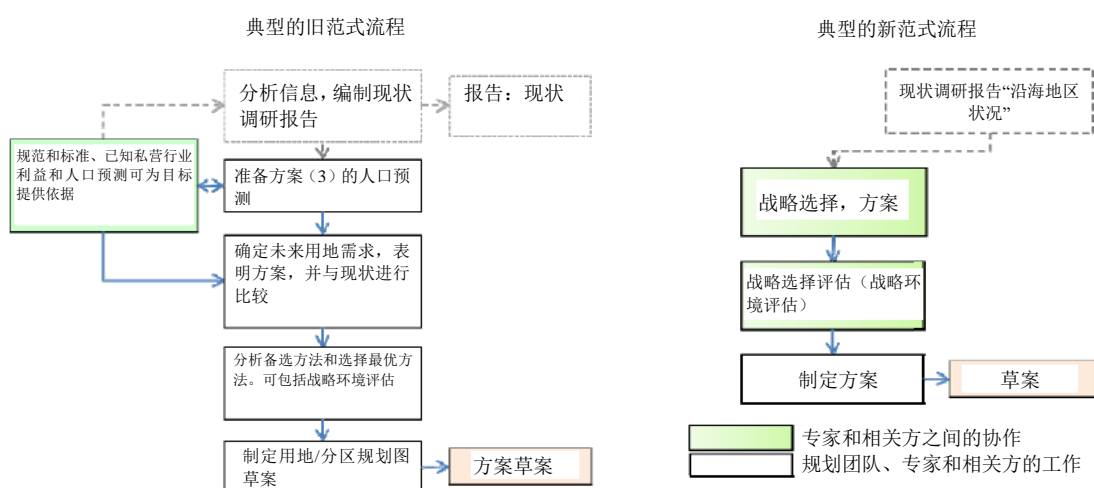 典型的旧范式流程
分析信息，编制现状
调研报告
报告：现状
规范和标准、已知私营行业
利益和人口预测可为目标
提供依据
准备方案（3）的人口预
测
确定未来用地需求，表
明方案，并与现状进行
比较
分析备选方法和选择最优方
法。可包括战略环境评估
制定用地/分区规划图
草案
方案草案
典型的新范式流程
现状调研报告“沿海地区
状况”
战略选择，方案
战略选择评估（战略环
境评估）
制定方案
草案
专家和相关方之间的协作
规划团队、专家和相关方的工作